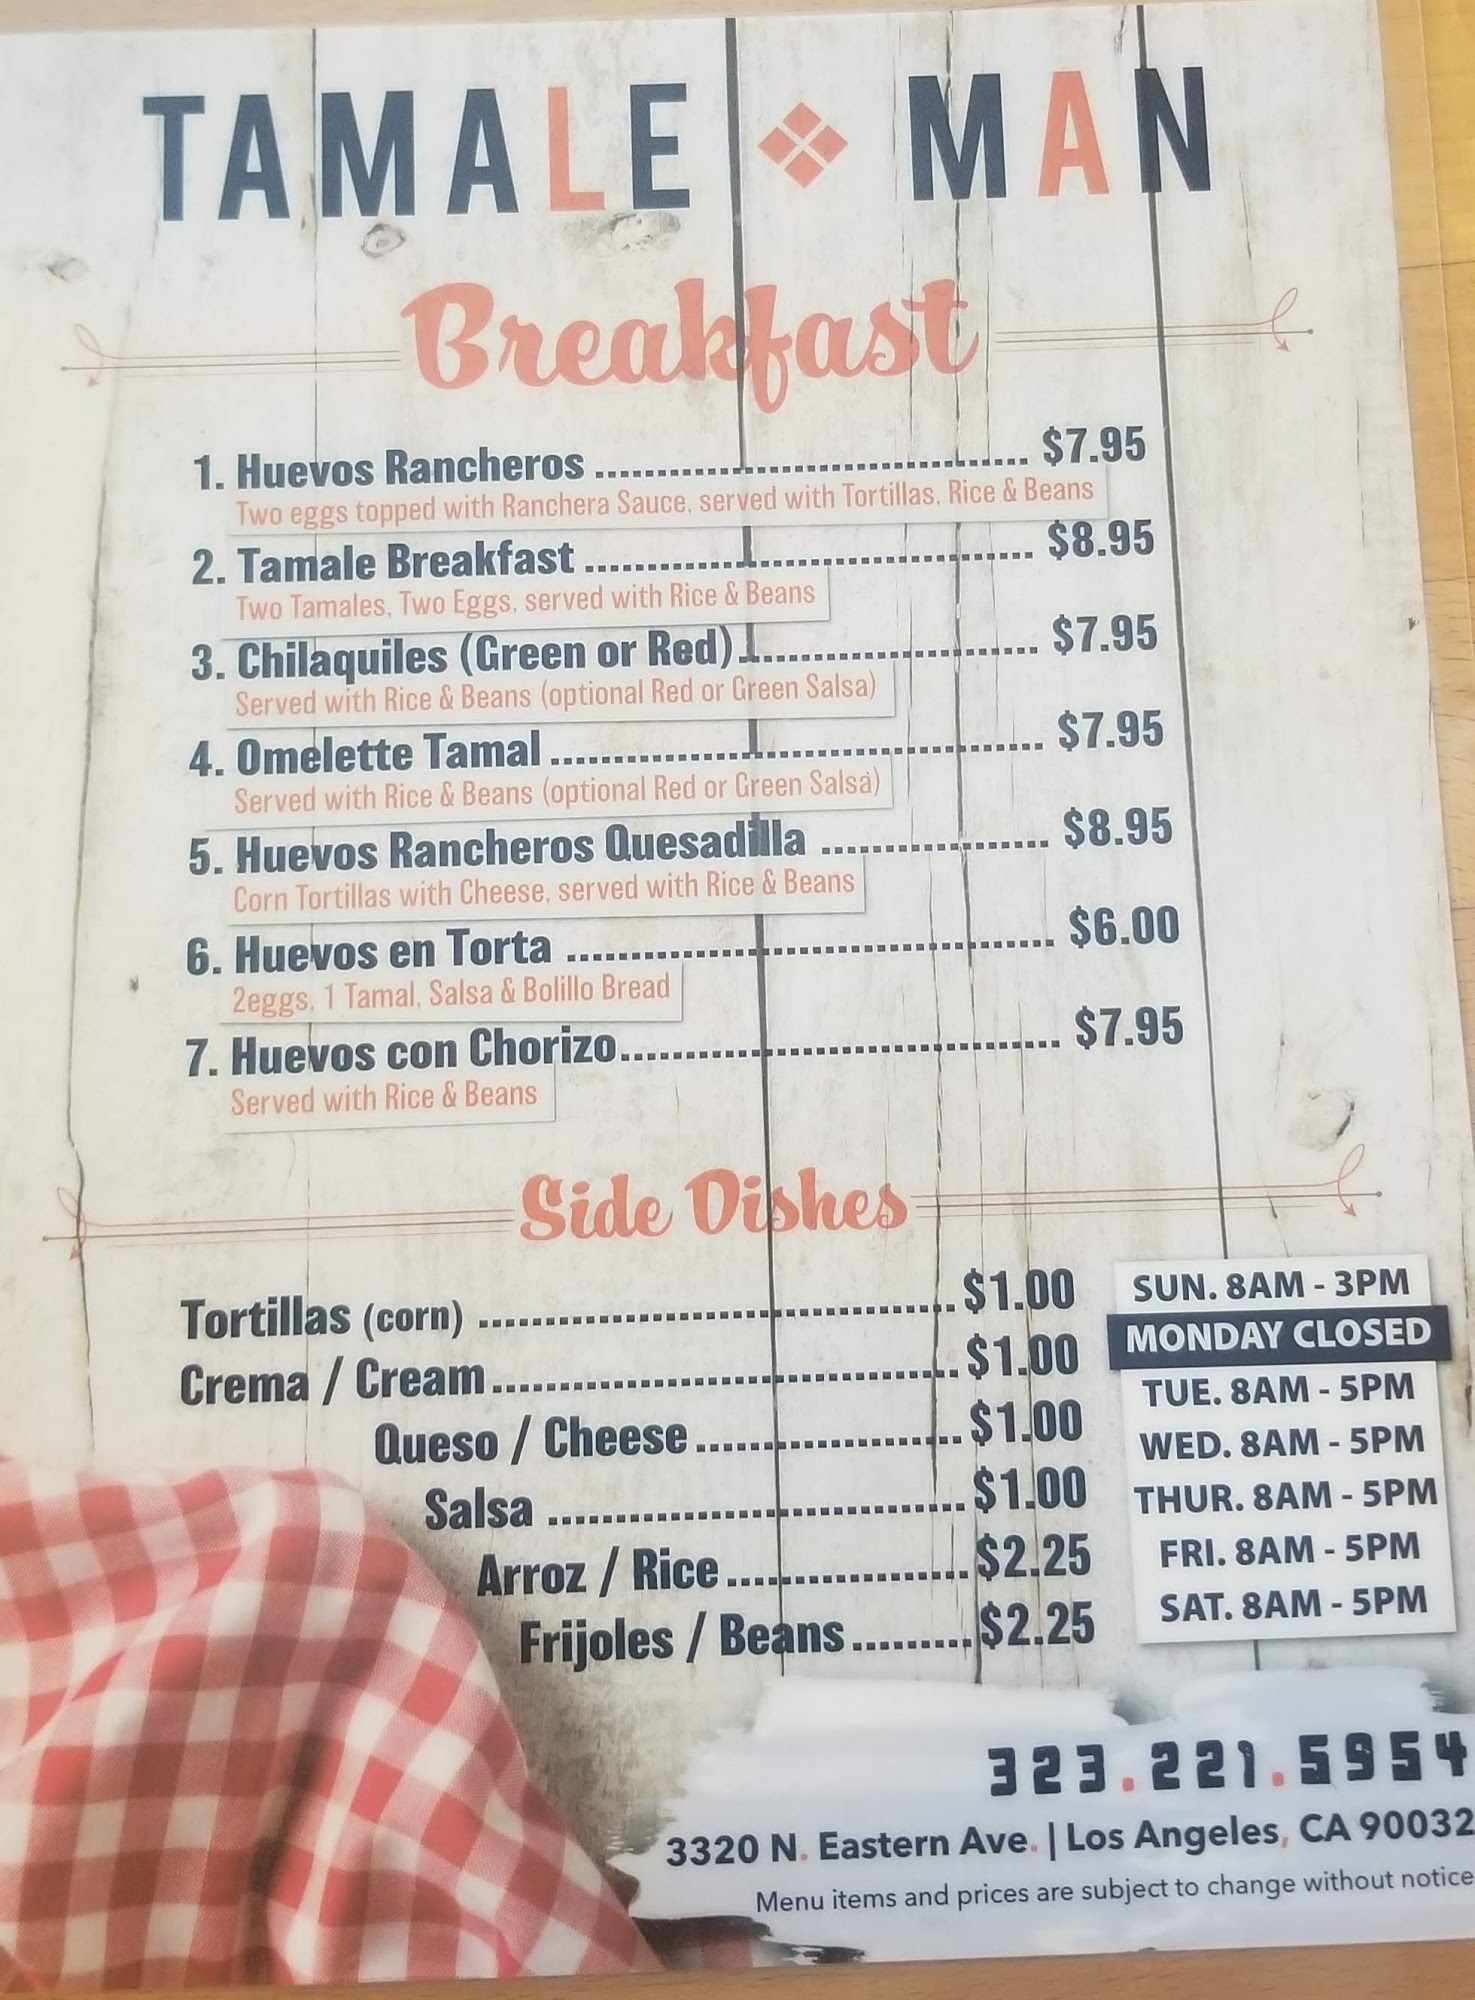 TAMALE MAN
Breakfast
1. Huevos Rancheros ........ $7.95
Two eggs topped with Ranchera Sauce, served with Tortillas, Rice & Beans
2. Tamale Breakfast ........ $8.95
Two Tamales, Two Eggs, served with Rice & Beans
3. Chilaquiles (Green or Red) ........ $7.95
Served with Rice & Beans (optional Red or Green Salsa)
4. Omelette Tamal ........ $7.95
Served with Rice & Beans (optional Red or Green Salsa)
5. Huevos Rancheros Quesadilla ........ $8.95
Corn Tortillas with Cheese, served with Rice & Beans
6. Huevos en Torta ........ $6.00
2eggs, 1 Tamal, Salsa & Bolillo Bread
7. Huevos con Chorizo ........ $7.95
Served with Rice & Beans
Side Dishes
Tortillas (corn) ........ $1.00
Crema / Cream ........ $1.00
Queso / Cheese ........ $1.00
Salsa ........ $1.00
Arroz / Rice ........ $2.25
Frijoles / Beans ........ $2.25
SUN. 8AM - 3PM
MONDAY CLOSED
TUE. 8AM - 5PM
WED. 8AM - 5PM
THUR. 8AM - 5PM
FRI. 8AM - 5PM
SAT. 8AM - 5PM
323.221.5954
3320 N. Eastern Ave. | Los Angeles, CA 90032
Menu items and prices are subject to change without notice